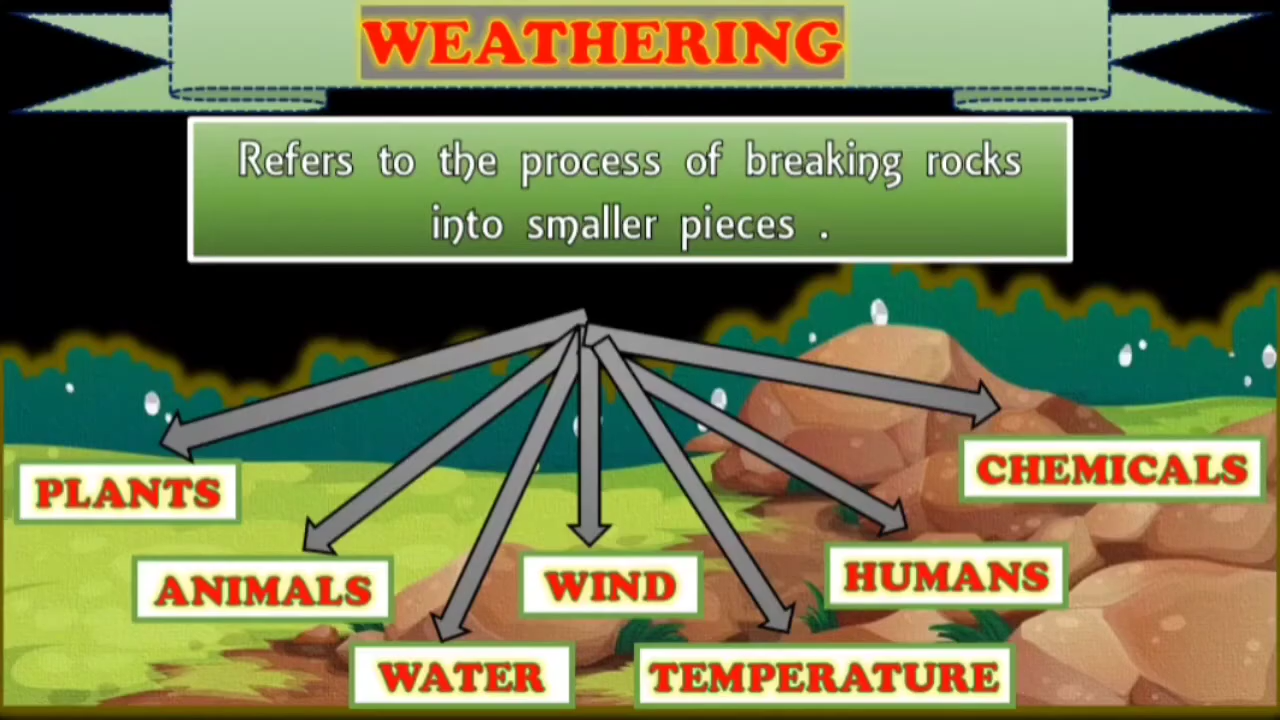 WEATHERING
Refers to the process of breaking rocks
into smaller pieces .
PLANTS
ANIMALS
WATER
WIND
TEMPERATURE
HUMANS
CHEMICALS